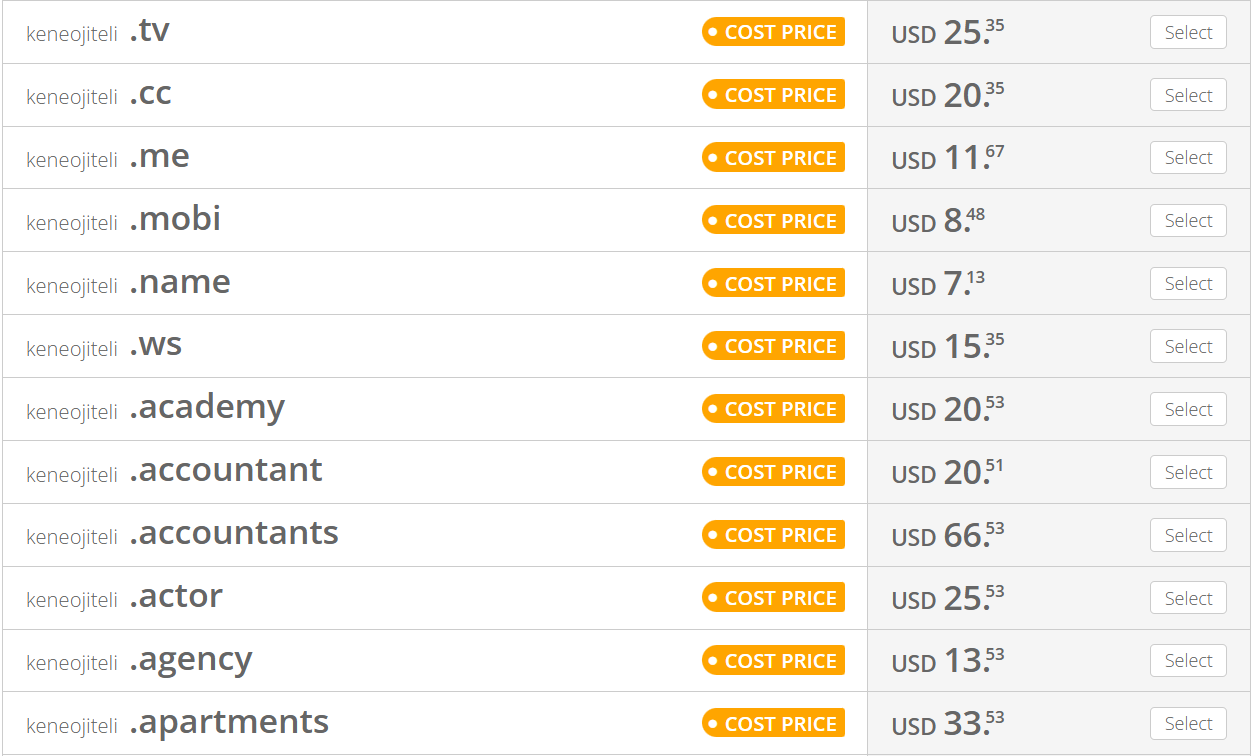 keneojiteli .tv COST PRICE USD 25.35 Select
keneojiteli .cc COST PRICE USD 20.35 Select
keneojiteli .me COST PRICE USD 11.67 Select
keneojiteli .mobi COST PRICE USD 8.48 Select
keneojiteli .name COST PRICE USD 7.13 Select
keneojiteli .ws COST PRICE USD 15.35 Select
keneojiteli .academy COST PRICE USD 20.53 Select
keneojiteli .accountant COST PRICE USD 20.51 Select
keneojiteli .accountants COST PRICE USD 66.53 Select
keneojiteli .actor COST PRICE USD 25.53 Select
keneojiteli .agency COST PRICE USD 13.53 Select
keneojiteli .apartments COST PRICE USD 33.53 Select